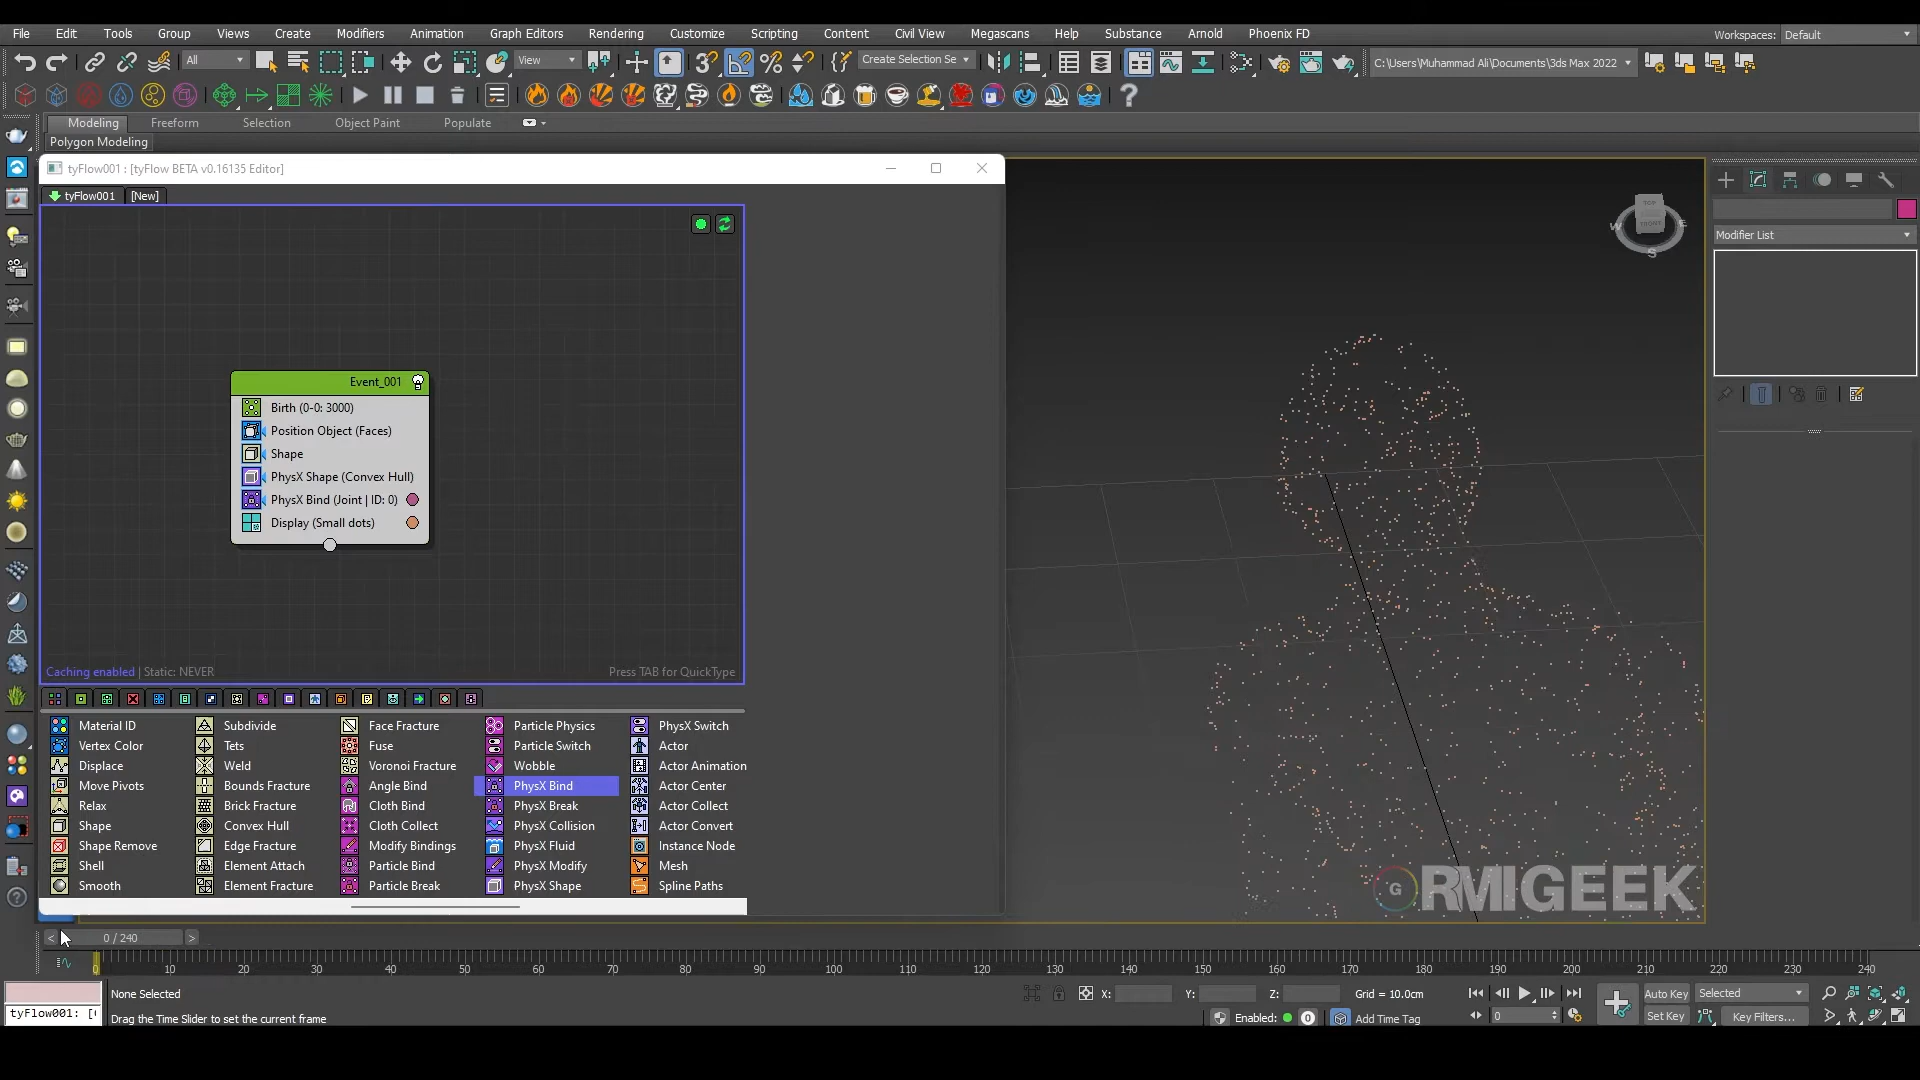 File Edit Tools Group Views Create Modifiers Animation Graph Editors Rendering Customize Scripting Content Civil View Megascans Help Substance Arnold Phoenix FD Workspaces: Default
All View Create Selection Se C:\Users\Muhammad Ali\Documents\3ds Max 2022
Modeling Freeform Selection Object Paint Populate
Polygon Modeling
tyFlow001 : [tyFlow BETA v0.16135 Editor]
tyFlow001 [New]
Modifier List
TOP
FRONT
W
S
Event_001
Birth (0-0: 3000)
Position Object (Faces)
Shape
PhysX Shape (Convex Hull)
PhysX Bind (Joint | ID: 0)
Display (Small dots)
Caching enabled | Static: NEVER Press TAB for QuickType
Material ID Subdivide Face Fracture Particle Physics PhysX Switch
Vertex Color Tets Fuse Particle Switch Actor
Displace Weld Voronoi Fracture Wobble Actor Animation
Move Pivots Bounds Fracture Angle Bind PhysX Bind Actor Center
Relax Brick Fracture Cloth Bind PhysX Break Actor Collect
Shape Convex Hull Cloth Collect PhysX Collision Actor Convert
Shape Remove Edge Fracture Modify Bindings PhysX Fluid Instance Node
Shell Element Attach Particle Bind PhysX Modify Mesh
Smooth Element Fracture Particle Break PhysX Shape Spline Paths
GRMIGEEK
< 0 / 240 >
0 10 20 30 40 50 60 70 80 90 100 110 120 130 140 150 160 170 180 190 200 210 220 230 240
None Selected X: Y: Z: Grid = 10.0cm Auto Key Selected
tyFlow001: [( Drag the Time Slider to set the current frame Enabled: 0 Add Time Tag 0 Set Key Key Filters...